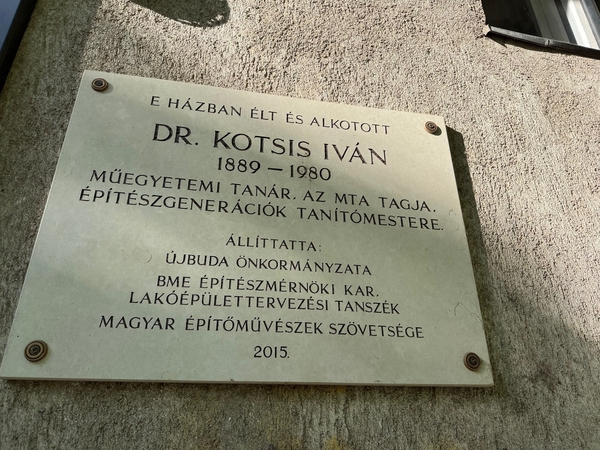 E HÁZBAN ÉLT ÉS ALKOTOTT
DR. KOTSIS IVÁN
1889 – 1980
MŰEGYETEMI TANÁR, AZ MTA TAGJA,
ÉPÍTÉSZGENERÁCIÓK TANÍTÓMESTERE.
ÁLLÍTTATTA:
ÚJBUDA ÖNKORMÁNYZATA
BME ÉPÍTÉSZMÉRNÖKI KAR,
LAKÓÉPÜLETTERVEZÉSI TANSZÉK
MAGYAR ÉPÍTŐMŰVÉSZEK SZÖVETSÉGE
2015.